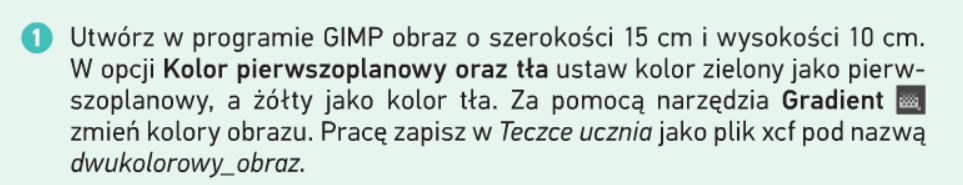 1 Utwórz w programie GIMP obraz o szerokości 15 cm i wysokości 10 cm.
W opcji Kolor pierwszoplanowy oraz tła ustaw kolor zielony jako pierw-
szoplanowy, a żółty jako kolor tła. Za pomocą narzędzia Gradient
zmień kolory obrazu. Pracę zapisz w Teczce ucznia jako plik xcf pod nazwą
dwukolorowy_obraz.